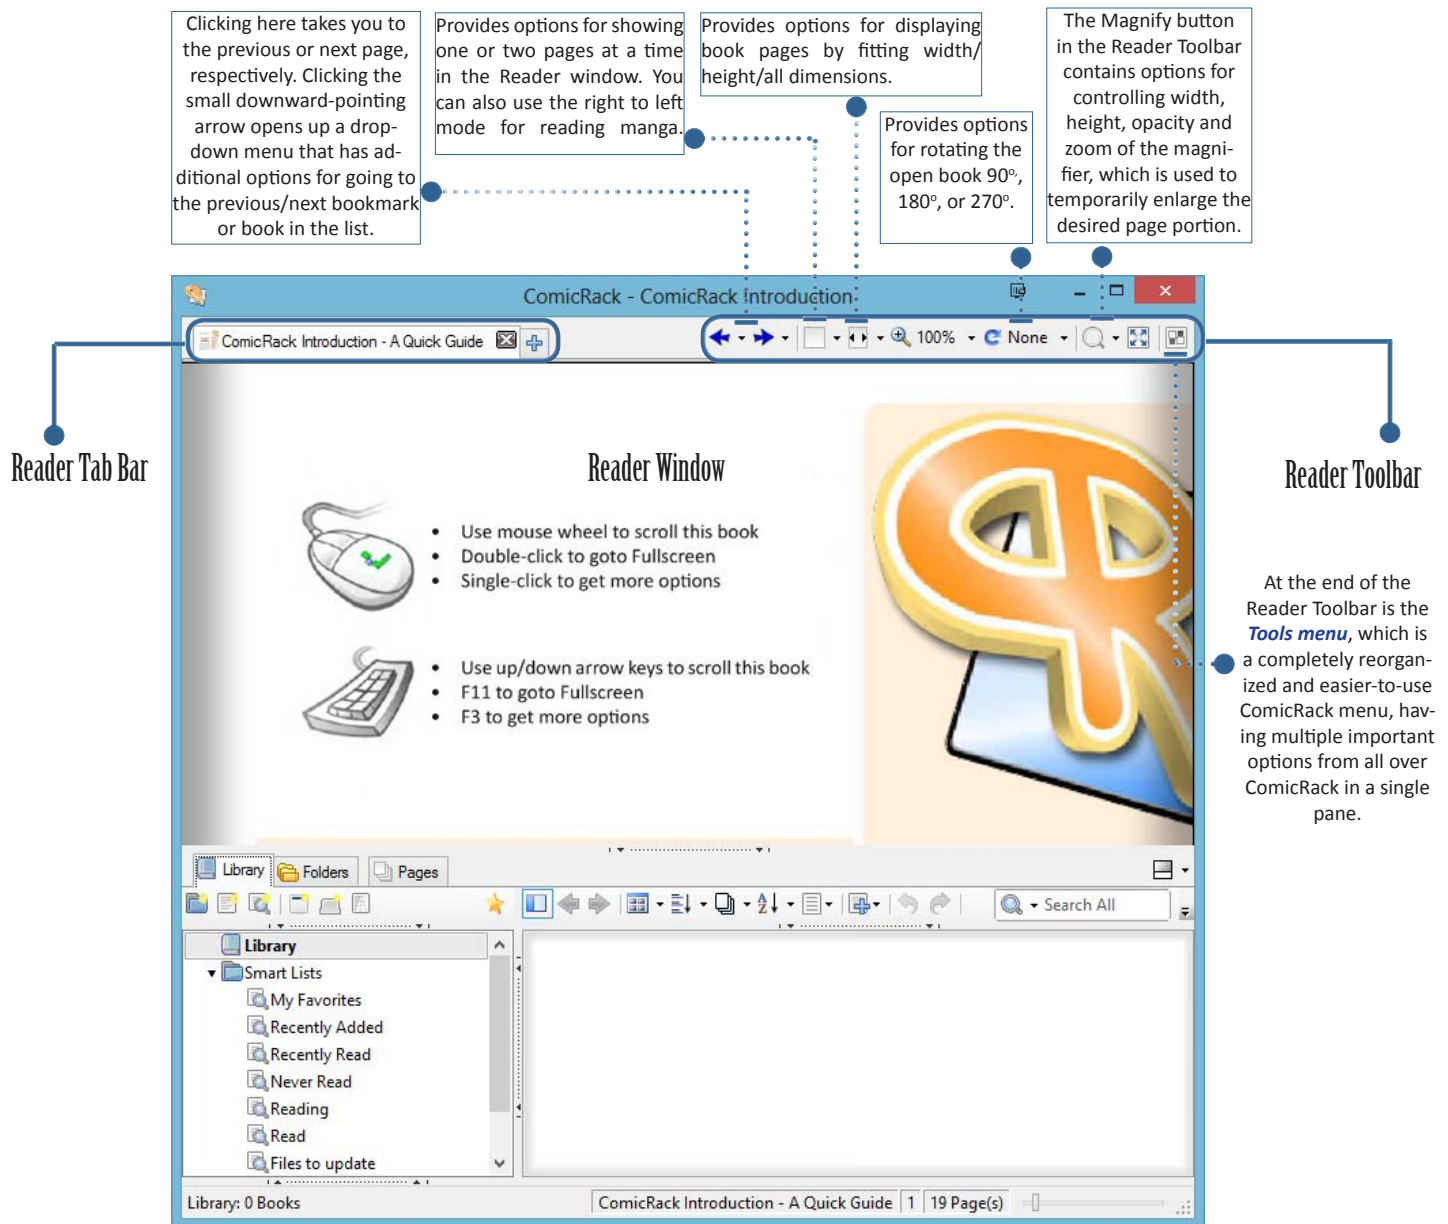 Clicking here takes you to
the previous or next page,
respectively. Clicking the
small downward-pointing
arrow opens up a drop-
down menu that has ad-
ditional options for going to
the previous/next bookmark
or book in the list.
Provides options for showing
one or two pages at a time
in the Reader window. You
can also use the right to left
mode for reading manga.
Provides options for displaying
book pages by fitting width/
height/all dimensions.
Provides options
for rotating the
open book 90º,
180º, or 270º.
The Magnify button
in the Reader Toolbar
contains options for
controlling width,
height, opacity and
zoom of the magni-
fier, which is used to
temporarily enlarge the
desired page portion.
ComicRack - ComicRack Introduction
ComicRack Introduction - A Quick Guide
100%
None
Reader Tab Bar
Reader Window
Reader Toolbar
• Use mouse wheel to scroll this book
• Double-click to goto Fullscreen
• Single-click to get more options
• Use up/down arrow keys to scroll this book
• F11 to goto Fullscreen
• F3 to get more options
At the end of the
Reader Toolbar is the
Tools menu, which is
a completely reorgan-
ized and easier-to-use
ComicRack menu, hav-
ing multiple important
options from all over
ComicRack in a single
pane.
Library Folders Pages
Search All
Library
Smart Lists
My Favorites
Recently Added
Recently Read
Never Read
Reading
Read
Files to update
Library: 0 Books
ComicRack Introduction - A Quick Guide 1 19 Page(s)